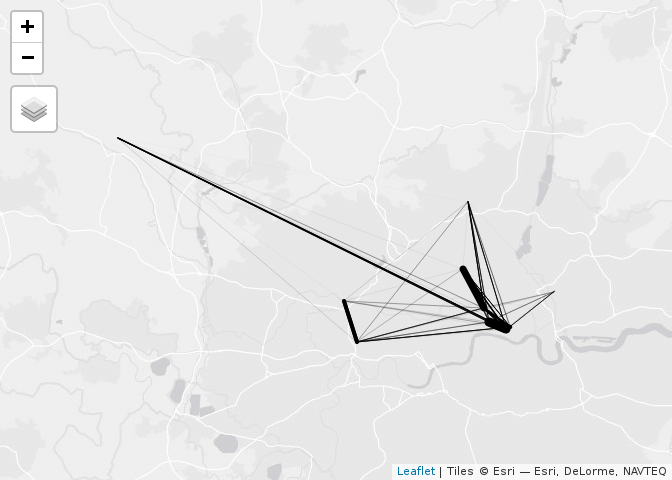 +
−
Leaflet | Tiles © Esri — Esri, DeLorme, NAVTEQ